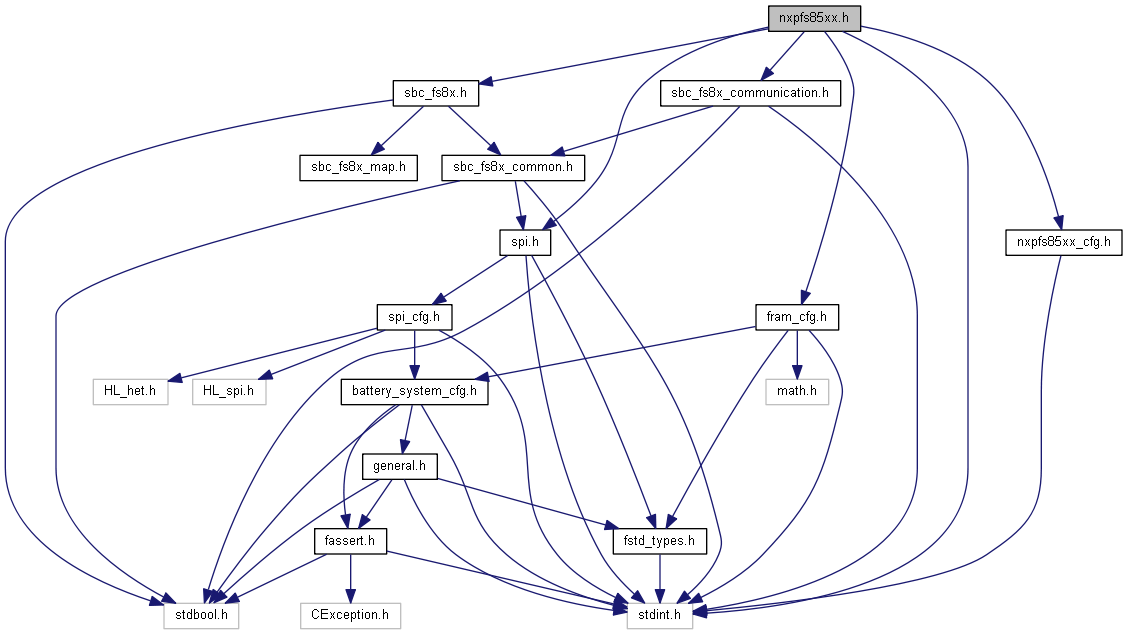 nxpfs85xx.h
sbc_fs8x.h
sbc_fs8x_communication.h
sbc_fs8x_map.h
sbc_fs8x_common.h
spi.h
nxpfs85xx_cfg.h
spi_cfg.h
fram_cfg.h
HL_het.h
HL_spi.h
battery_system_cfg.h
math.h
general.h
fassert.h
fstd_types.h
stdbool.h
CException.h
stdint.h